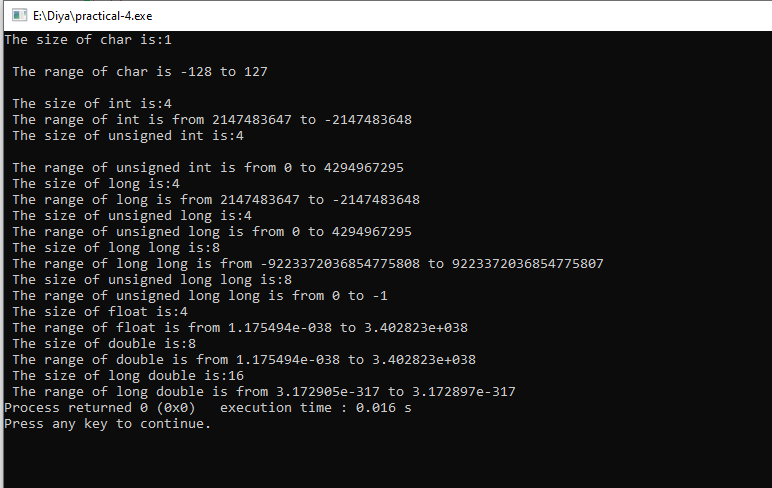 E:\Diya\practical-4.exe
The size of char is:1
The range of char is -128 to 127
The size of int is:4
The range of int is from 2147483647 to -2147483648
The size of unsigned int is:4
The range of unsigned int is from 0 to 4294967295
The size of long is:4
The range of long is from 2147483647 to -2147483648
The size of unsigned long is:4
The range of unsigned long is from 0 to 4294967295
The size of long long is:8
The range of long long is from -9223372036854775808 to 9223372036854775807
The size of unsigned long long is:8
The range of unsigned long long is from 0 to -1
The size of float is:4
The range of float is from 1.175494e-038 to 3.402823e+038
The size of double is:8
The range of double is from 1.175494e-038 to 3.402823e+038
The size of long double is:16
The range of long double is from 3.172905e-317 to 3.172897e-317
Process returned 0 (0x0)   execution time : 0.016 s
Press any key to continue.